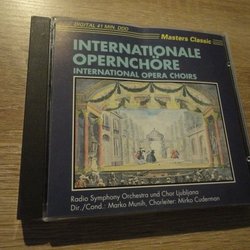 DIGITAL 61 MIN. DDD
Masters Classic
INTERNATIONALE
OPERNCHÖRE
INTERNATIONAL OPERA CHOIRS
Radio Symphony Orchestra und Chor Ljubljana
Dir./Cond.: Marko Munih, Chorleiter: Mirko Cuderman